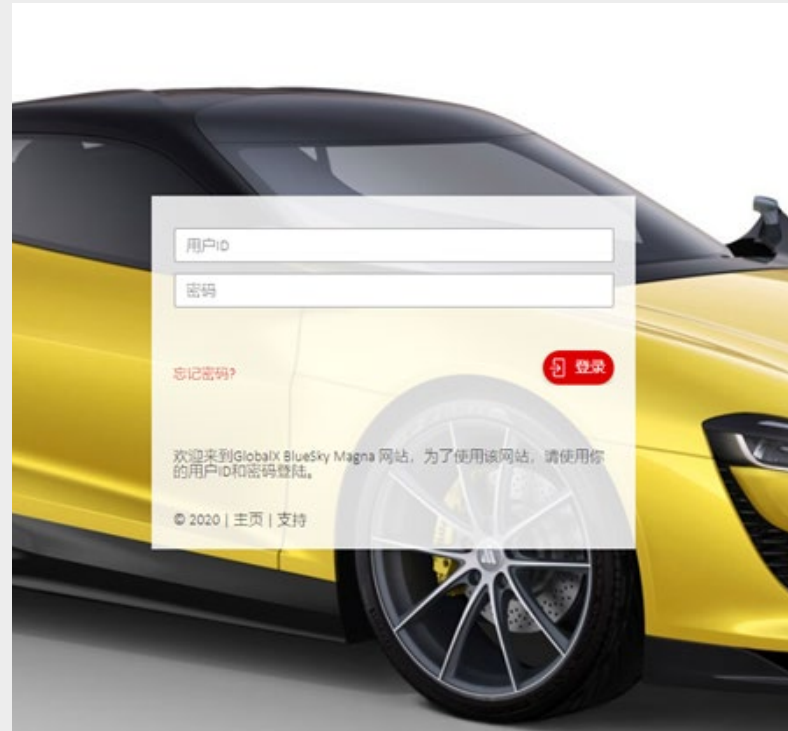 用户ID
密码
忘记密码?
登录
欢迎来到GlobalX BlueSky Magna 网站，为了使用该网站，请使用你
的用户ID和密码登陆。
© 2020 | 主页 | 支持